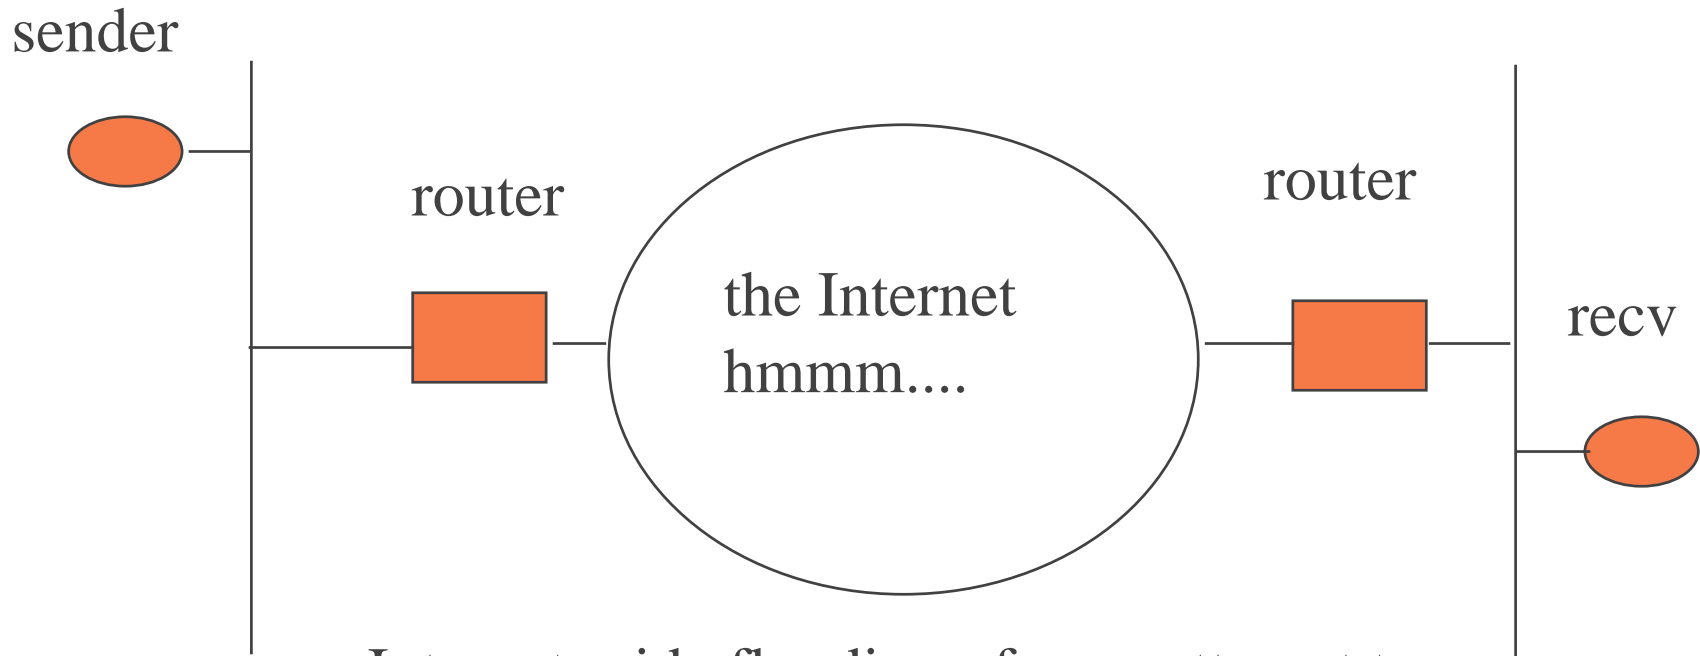 sender
router
router
the Internet
hmmm....
recv